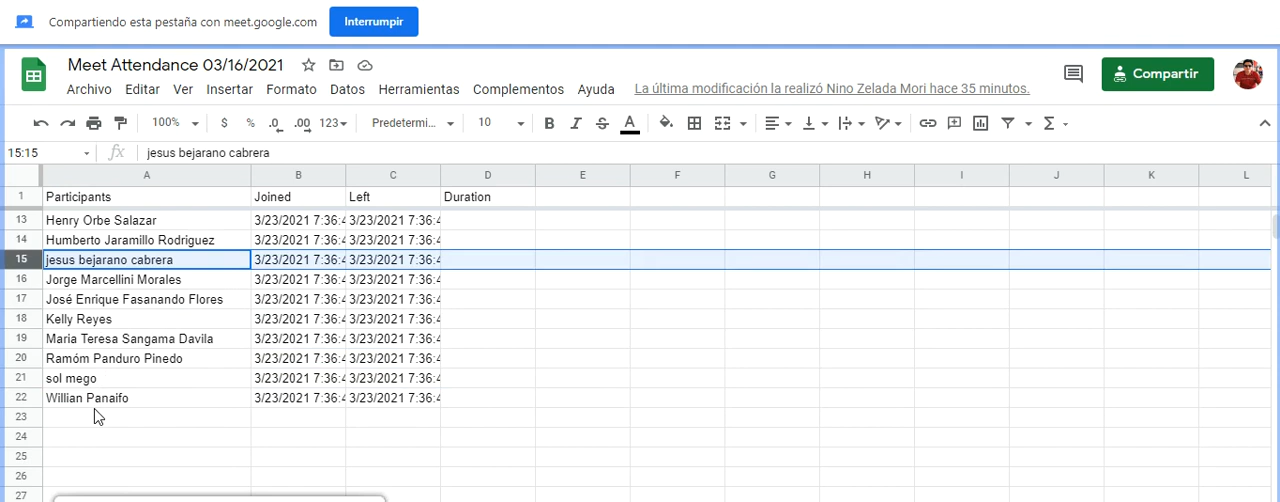 Compartiendo esta pestaña con meet.google.com Interrumpir
Meet Attendance 03/16/2021
Archivo Editar Ver Insertar Formato Datos Herramientas Complementos Ayuda La última modificación la realizó Nino Zelada Mori hace 35 minutos.
Compartir
100% $ % .0 .00 123 Predetermi... 10 B I S A Σ
15:15 fx jesus bejarano cabrera
A B C D E F G H I J K L
1 Participants Joined Left Duration
13 Henry Orbe Salazar 3/23/2021 7:36:4 3/23/2021 7:36:4
14 Humberto Jaramillo Rodriguez 3/23/2021 7:36:4 3/23/2021 7:36:4
15 jesus bejarano cabrera 3/23/2021 7:36:4 3/23/2021 7:36:4
16 Jorge Marcellini Morales 3/23/2021 7:36:4 3/23/2021 7:36:4
17 José Enrique Fasanando Flores 3/23/2021 7:36:4 3/23/2021 7:36:4
18 Kelly Reyes 3/23/2021 7:36:4 3/23/2021 7:36:4
19 Maria Teresa Sangama Davila 3/23/2021 7:36:4 3/23/2021 7:36:4
20 Ramóm Panduro Pinedo 3/23/2021 7:36:4 3/23/2021 7:36:4
21 sol mego 3/23/2021 7:36:4 3/23/2021 7:36:4
22 Willian Panaifo 3/23/2021 7:36:4 3/23/2021 7:36:4
23
24
25
26
27